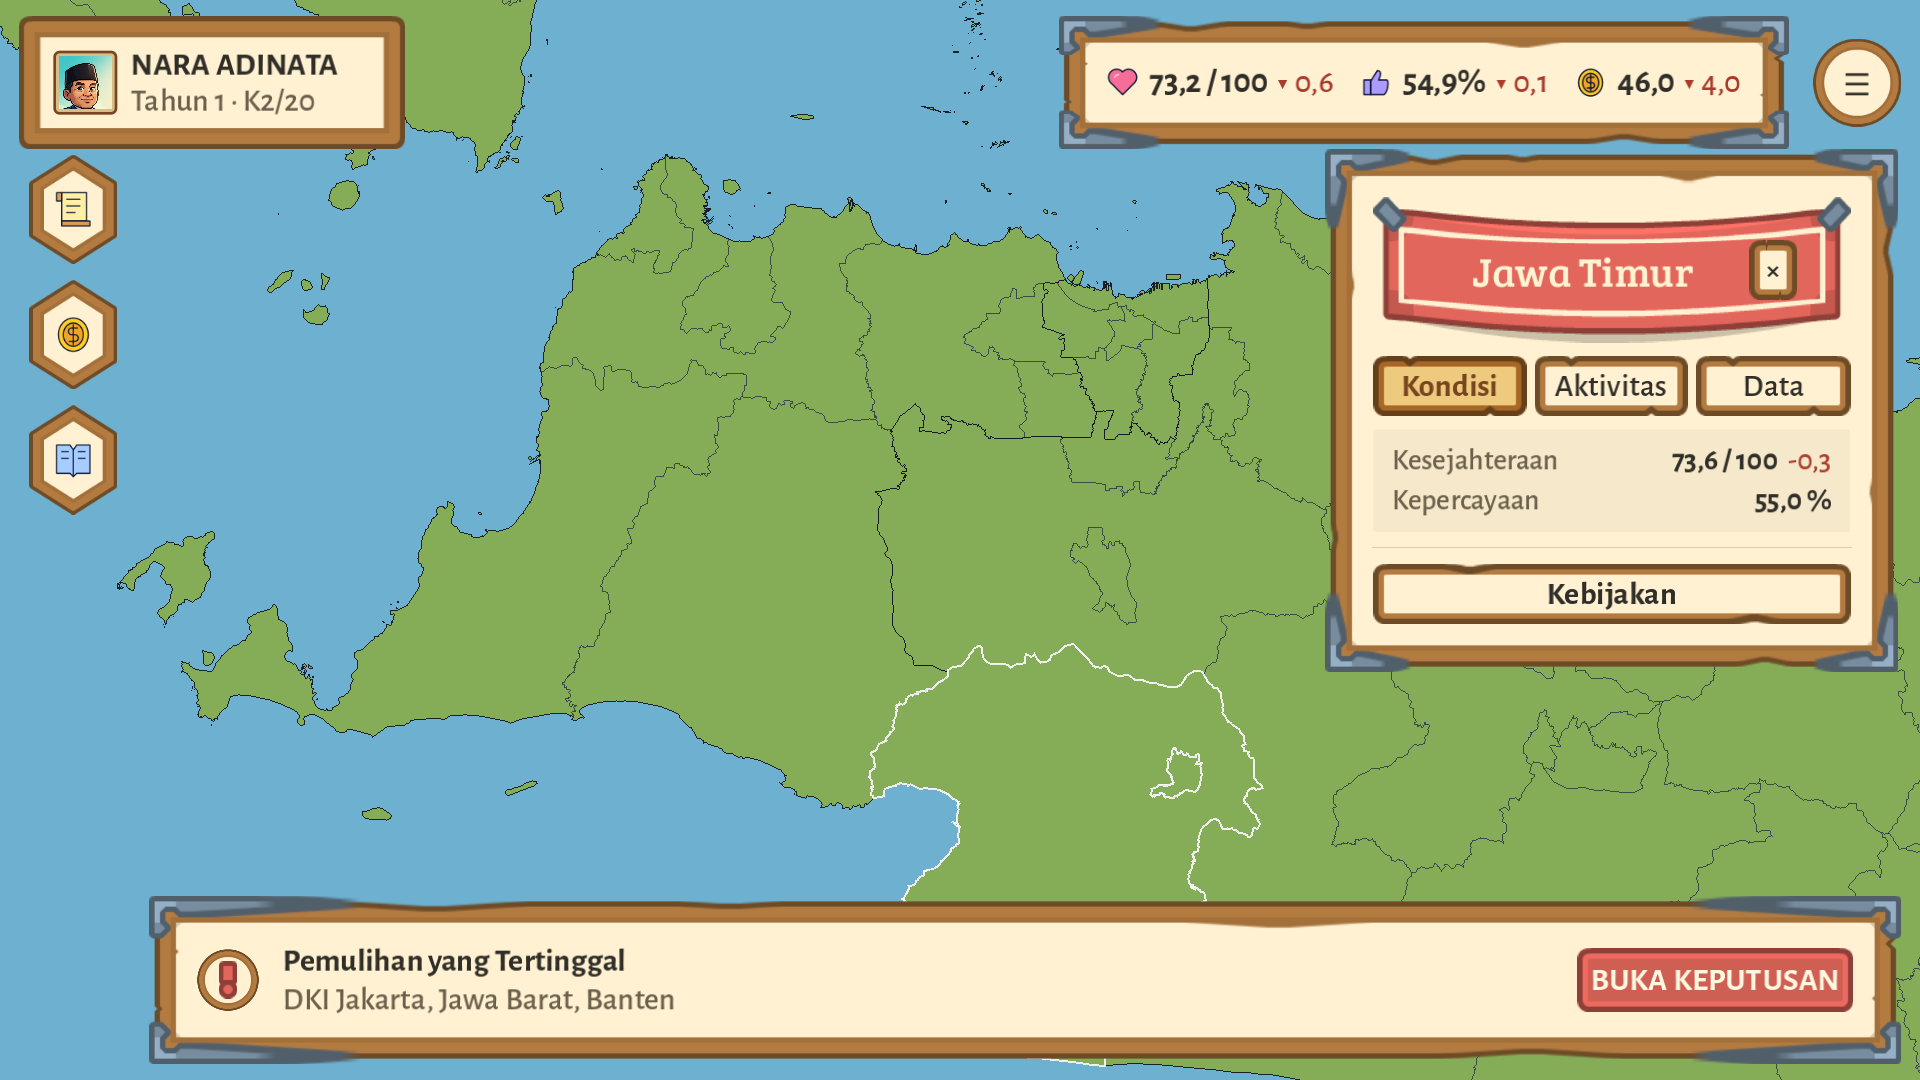 NARA ADINATA
Tahun 1 · K2/20
73,2 / 100 ▼ 0,6 54,9% ▼ 0,1 46,0 ▼ 4,0
Jawa Timur ×
Kondisi Aktivitas Data
Kesejahteraan 73,6 / 100 -0,3
Kepercayaan 55,0 %
Kebijakan
Pemulihan yang Tertinggal
DKI Jakarta, Jawa Barat, Banten
BUKA KEPUTUSAN